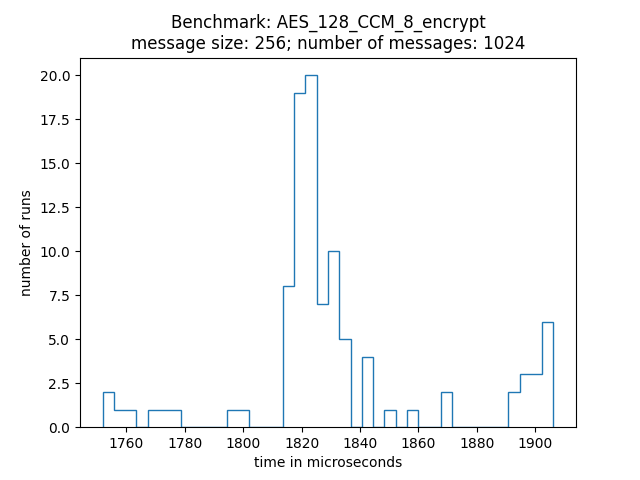 Benchmark: AES_128_CCM_8_encrypt
message size: 256; number of messages: 1024
20.0
17.5
15.0
12.5
10.0
7.5
5.0
2.5
0.0
number of runs
1760 1780 1800 1820 1840 1860 1880 1900
time in microseconds